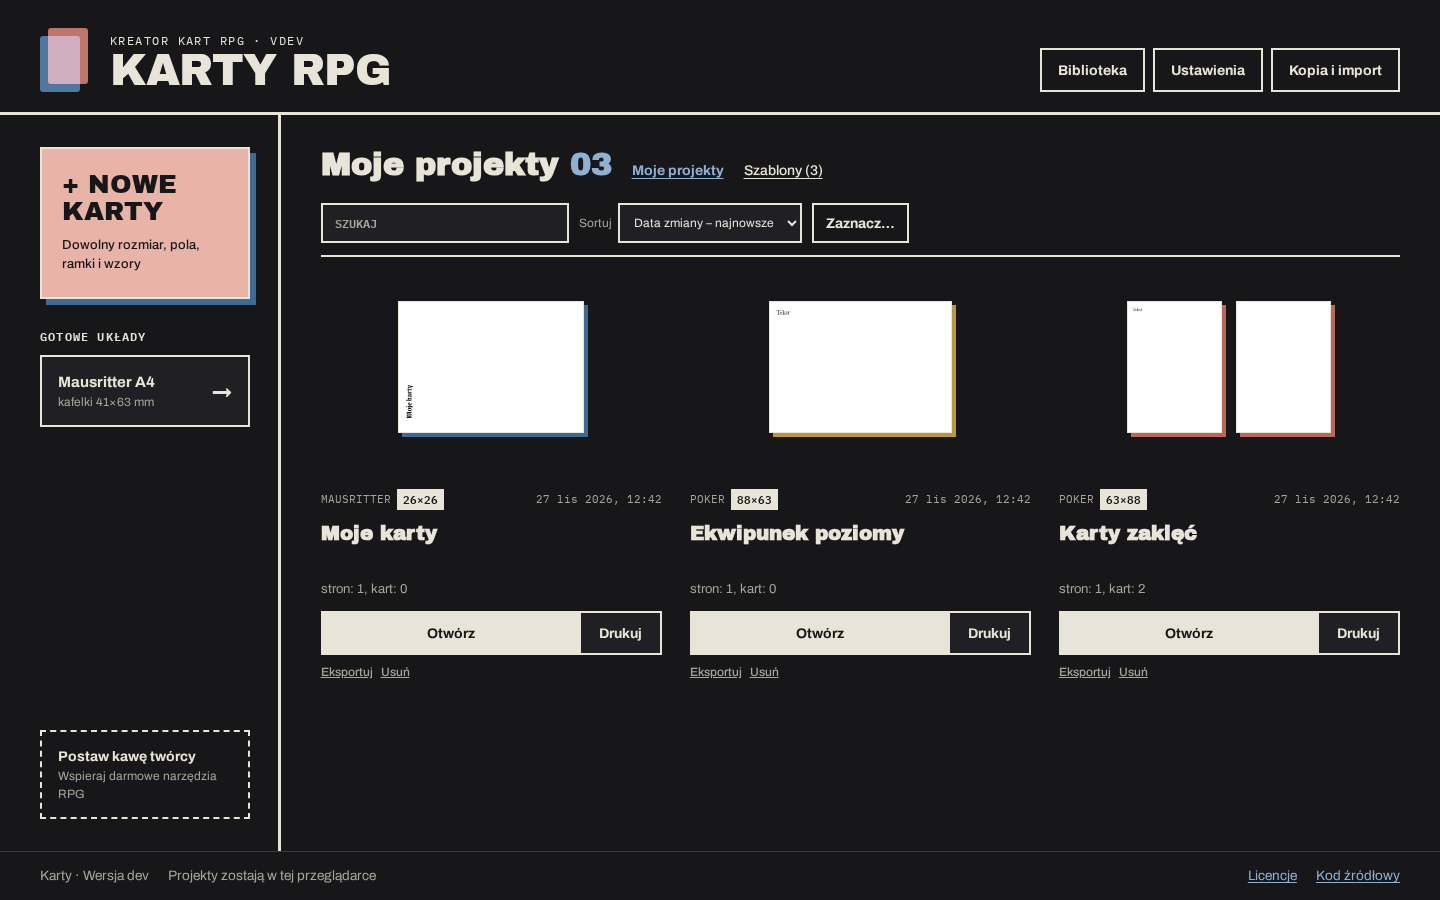 KREATOR KART RPG · VDEV
KARTY RPG
Biblioteka
Ustawienia
Kopia i import
+ NOWE
KARTY
Dowolny rozmiar, pola,
ramki i wzory
GOTOWE UKŁADY
Mausritter A4
kafelki 41×63 mm
→
Postaw kawę twórcy
Wspieraj darmowe narzędzia
RPG
Moje projekty 03
Moje projekty
Szablony (3)
SZUKAJ
Sortuj
Data zmiany – najnowsze
Zaznacz...
Moje karty
MAUSRITTER 26×26
27 lis 2026, 12:42
Moje karty
stron: 1, kart: 0
Otwórz
Drukuj
Eksportuj Usuń
Tekst
POKER 88×63
27 lis 2026, 12:42
Ekwipunek poziomy
stron: 1, kart: 0
Otwórz
Drukuj
Eksportuj Usuń
Tekst
POKER 63×88
27 lis 2026, 12:42
Karty zaklęć
stron: 1, kart: 2
Otwórz
Drukuj
Eksportuj Usuń
Karty · Wersja dev
Projekty zostają w tej przeglądarce
Licencje
Kod źródłowy